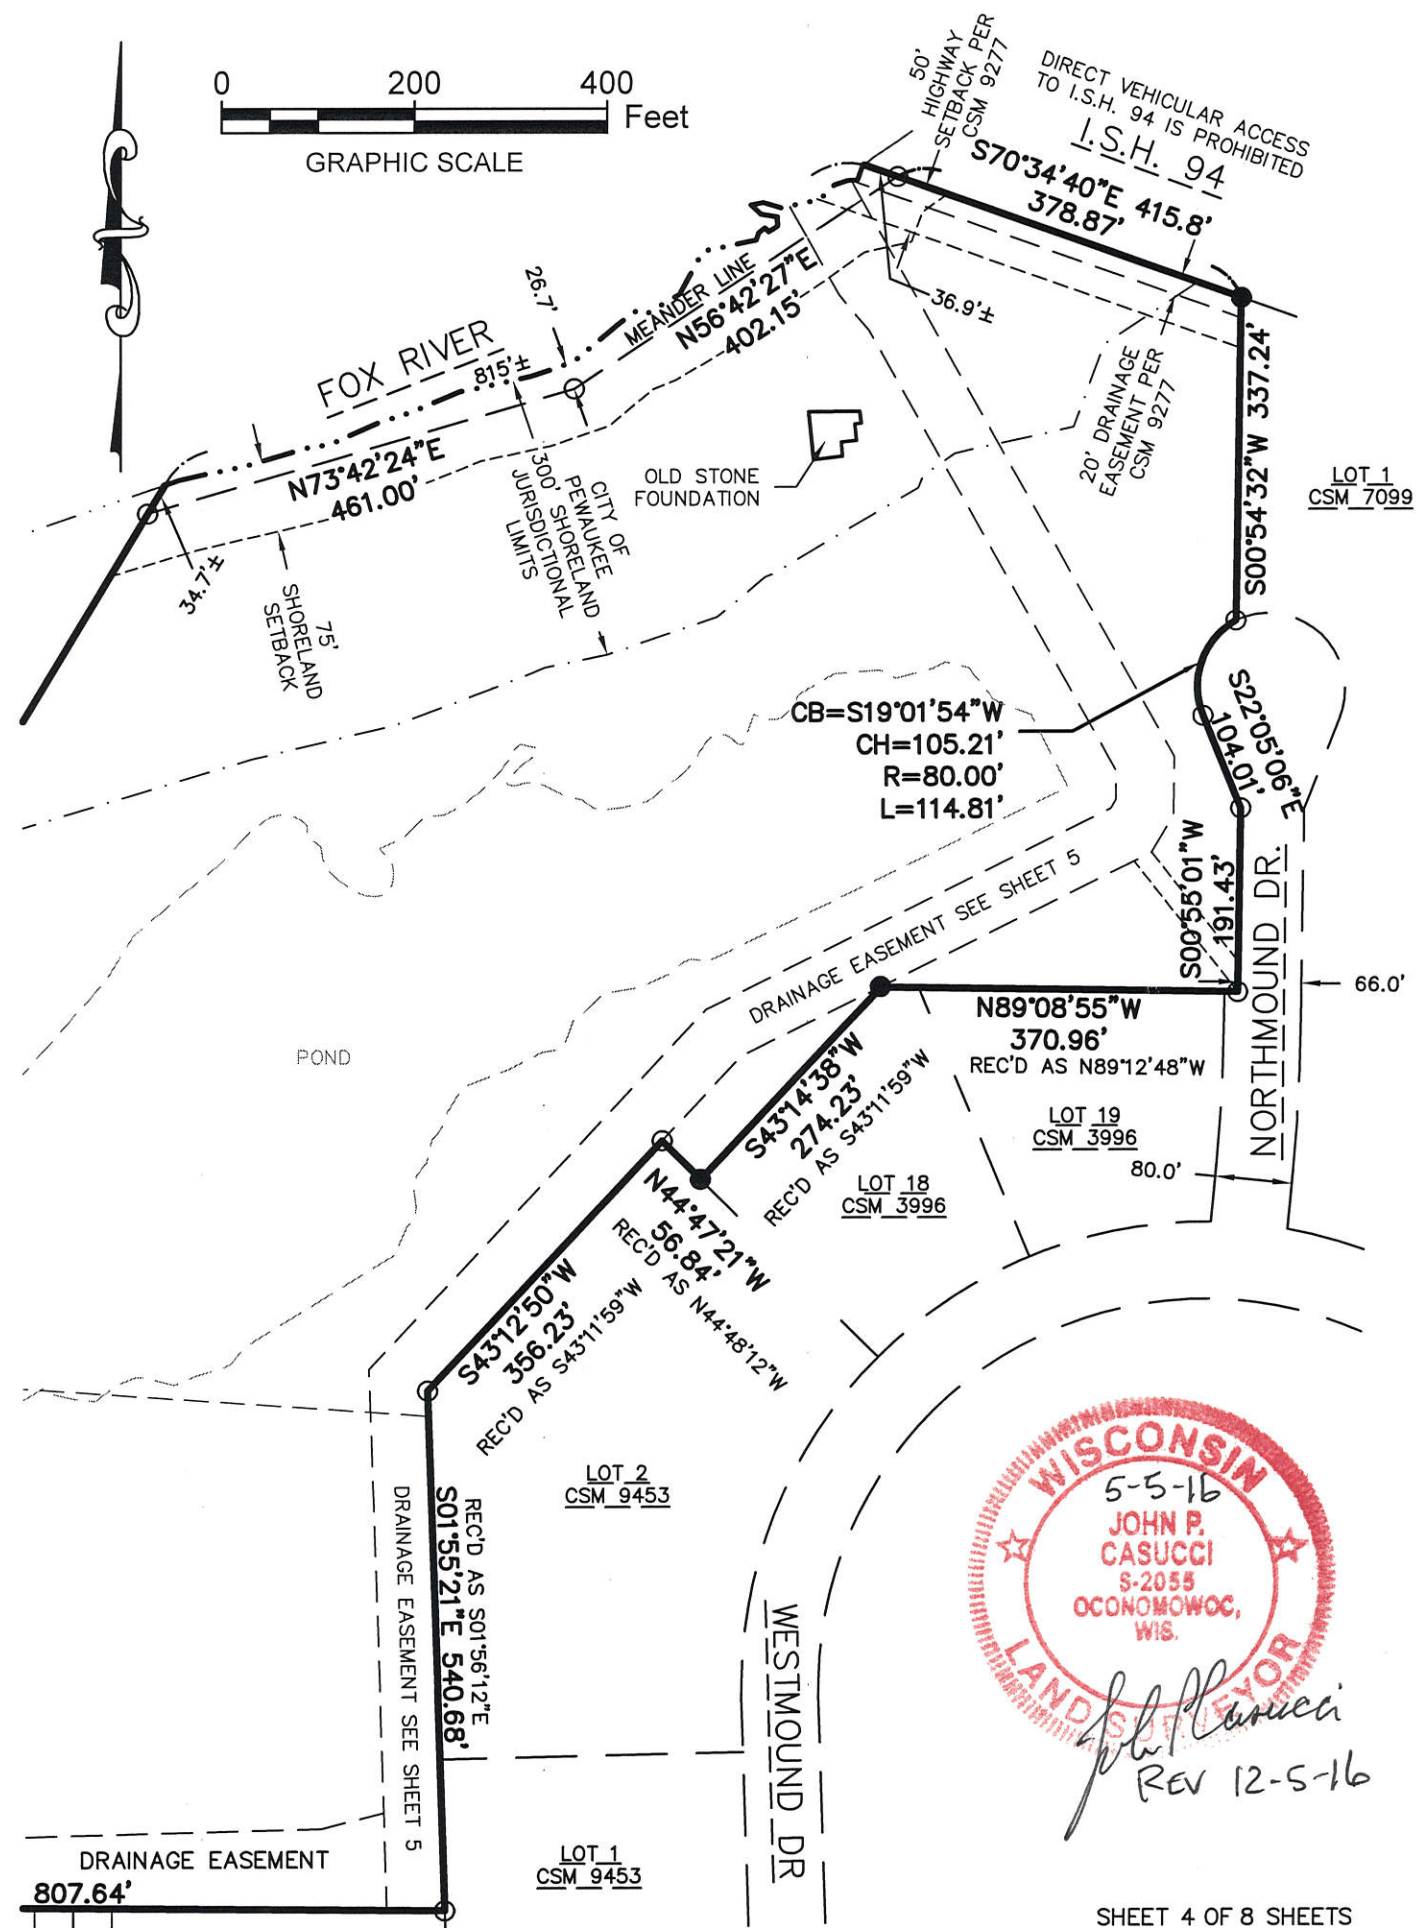 0 200 400
Feet
GRAPHIC SCALE
50'
HIGHWAY
SETBACK PER
CSM 9277
DIRECT VEHICULAR ACCESS
TO I.S.H. 94 IS PROHIBITED
I.S.H. 94
S70°34'40"E 415.8'
378.87'
36.9'±
MEANDER LINE
N56°42'27"E
402.15'
26.7'
FOX RIVER
815'±
N73°42'24"E
461.00'
34.7'±
75'
SHORELAND
SETBACK
CITY OF
PEWAUKEE
300' SHORELAND
JURISDICTIONAL
LIMITS
OLD STONE
FOUNDATION
20' DRAINAGE
EASEMENT PER
CSM 9277
S00°54'32"W 337.24'
LOT 1
CSM 7099
CB=S19°01'54"W
CH=105.21'
R=80.00'
L=114.81'
S22°05'06"E
104.01'
S00°55'01"W
191.43'
NORTHMOUND DR.
66.0'
DRAINAGE EASEMENT SEE SHEET 5
N89°08'55"W
370.96'
REC'D AS N89°12'48"W
POND
S43°14'38"W
274.23'
REC'D AS S43°11'59"W
LOT 19
CSM 3996
80.0'
LOT 18
CSM 3996
N44°47'21"W
56.84'
REC'D AS N44°48'12"W
S43°12'50"W
356.23'
REC'D AS S43°11'59"W
LOT 2
CSM 9453
REC'D AS S01°56'12"E
S01°55'21"E 540.68'
DRAINAGE EASEMENT SEE SHEET 5
WESTMOUND DR
WISCONSIN
5-5-16
JOHN P.
CASUCCI
S-2055
OCONOMOWOC,
WIS.
LAND SURVEYOR
John P Casucci
REV 12-5-16
DRAINAGE EASEMENT
807.64'
LOT 1
CSM 9453
SHEET 4 OF 8 SHEETS